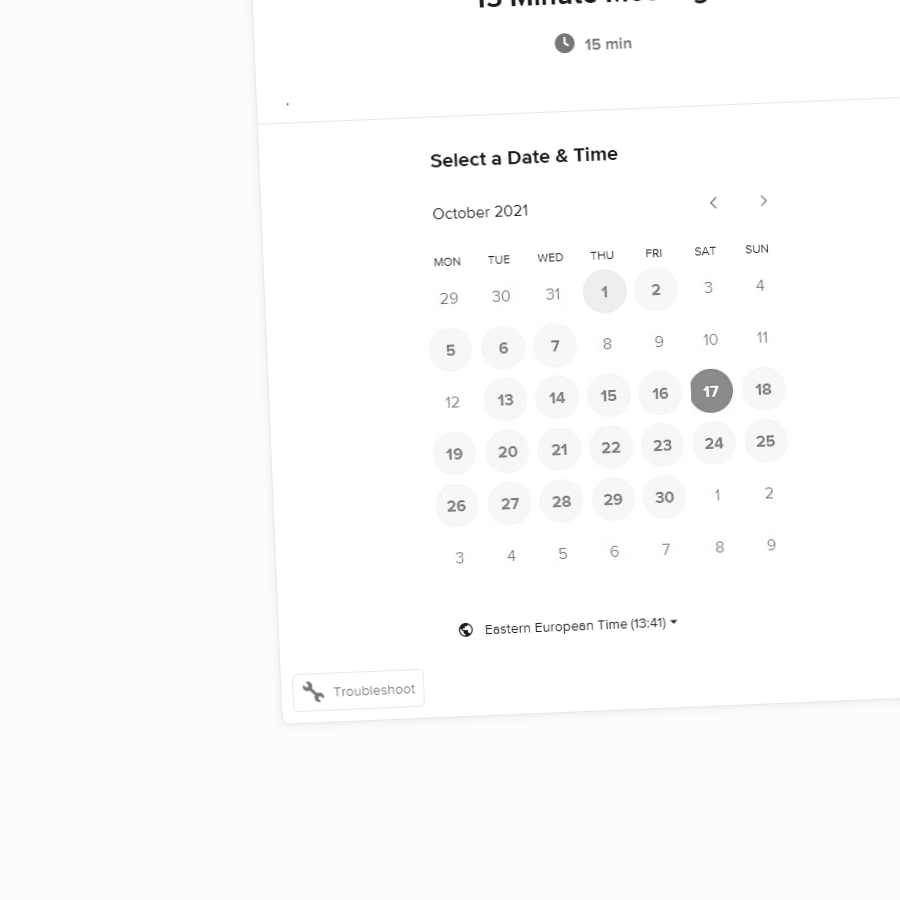 15 min
Select a Date & Time
October 2021
MON TUE WED THU FRI SAT SUN
29 30 31 1 2 3 4
5 6 7 8 9 10 11
12 13 14 15 16 17 18
19 20 21 22 23 24 25
26 27 28 29 30 1 2
3 4 5 6 7 8 9
Eastern European Time (13:41)
Troubleshoot